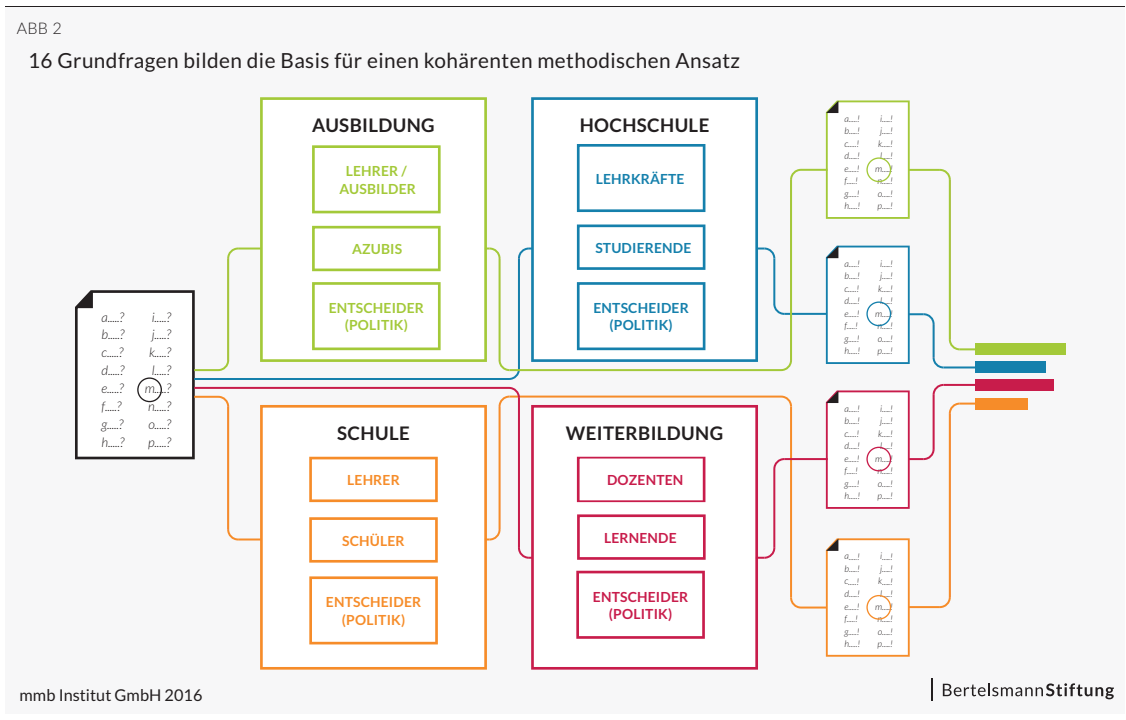 ABB 2
16 Grundfragen bilden die Basis für einen kohärenten methodischen Ansatz
a.....? i.....?
b.....? j.....?
c.....? k.....?
d.....? l.....?
e.....? m.....?
f.....? n.....?
g.....? o.....?
h.....? p.....?
AUSBILDUNG
LEHRER /
AUSBILDER
AZUBIS
ENTSCHEIDER
(POLITIK)
HOCHSCHULE
LEHRKRÄFTE
STUDIERENDE
ENTSCHEIDER
(POLITIK)
SCHULE
LEHRER
SCHÜLER
ENTSCHEIDER
(POLITIK)
WEITERBILDUNG
DOZENTEN
LERNENDE
ENTSCHEIDER
(POLITIK)
a.....! i.....!
b.....! j.....!
c.....! k.....!
d.....! l.....!
e.....! m.....!
f.....! n.....!
g.....! o.....!
h.....! p.....!
a.....! i.....!
b.....! j.....!
c.....! k.....!
d.....! l.....!
e.....! m.....!
f.....! n.....!
g.....! o.....!
h.....! p.....!
a.....! i.....!
b.....! j.....!
c.....! k.....!
d.....! l.....!
e.....! m.....!
f.....! n.....!
g.....! o.....!
h.....! p.....!
a.....! i.....!
b.....! j.....!
c.....! k.....!
d.....! l.....!
e.....! m.....!
f.....! n.....!
g.....! a.....!
h.....! p.....!
mmb Institut GmbH 2016
BertelsmannStiftung